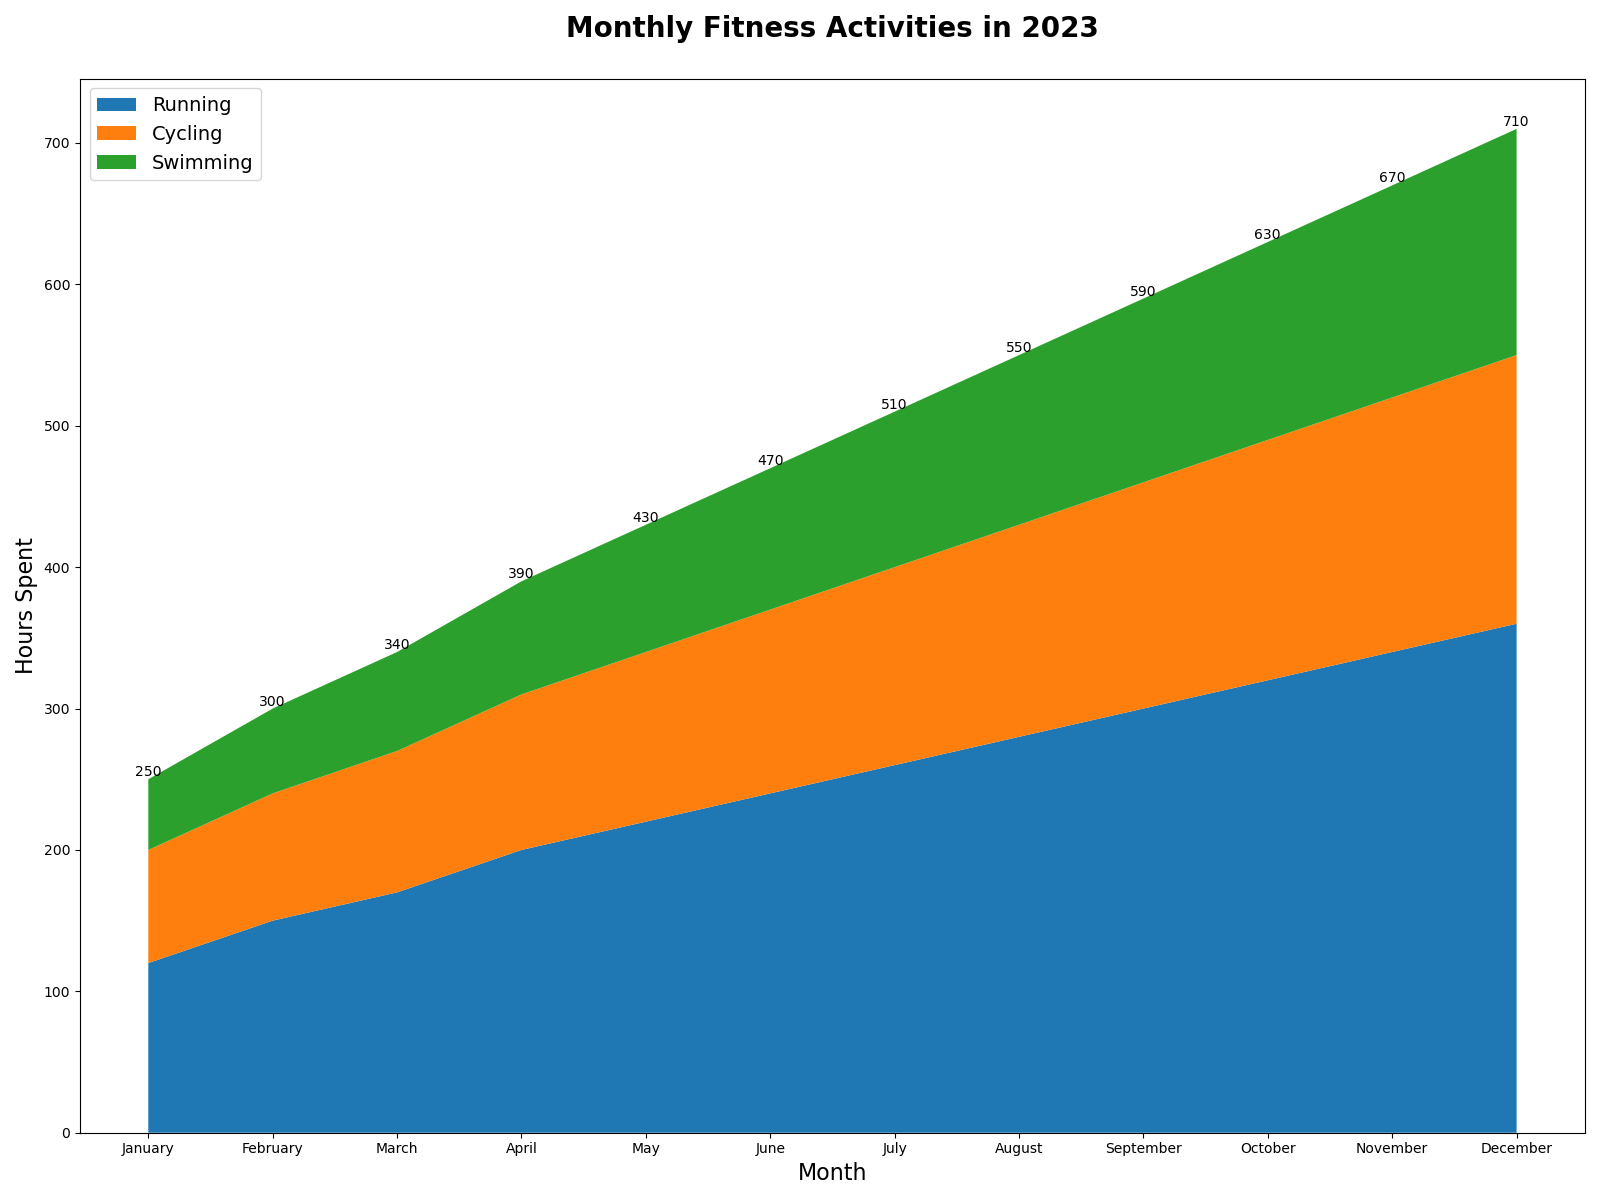 Monthly Fitness Activities in 2023
Running
Cycling
Swimming
Hours Spent
700
600
500
400
300
200
100
0
250
300
340
390
430
470
510
550
590
630
670
710
January
February
March
April
May
June
July
August
September
October
November
December
Month